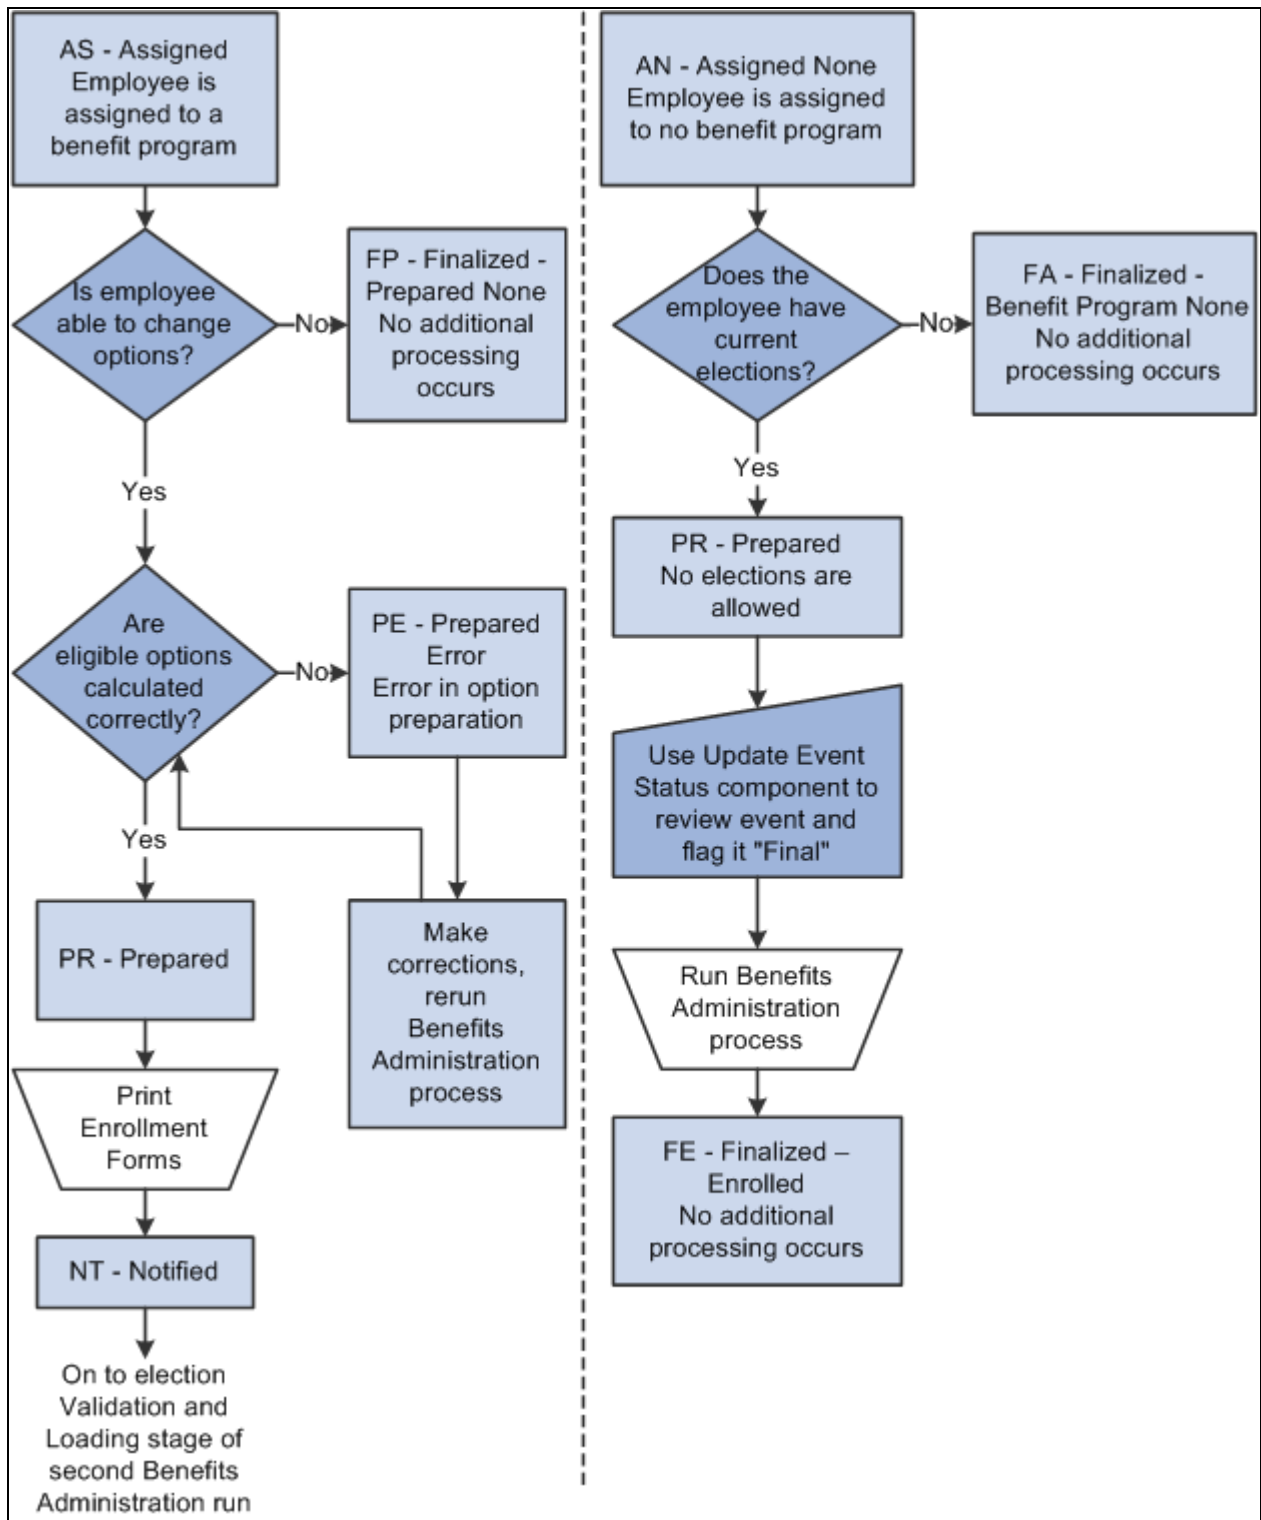 AS - Assigned
Employee is
assigned to a
benefit program
Is employee
able to change
options?
No
FP - Finalized -
Prepared None
No additional
processing
occurs
Yes
Are
eligible options
calculated
correctly?
No
PE - Prepared
Error
Error in option
preparation
Yes
Make
corrections,
rerun
Benefits
Administration
process
PR - Prepared
Print
Enrollment
Forms
NT - Notified
On to election
Validation and
Loading stage of
second Benefits
Administration run
AN - Assigned None
Employee is assigned
to no benefit program
Does the
employee have
current
elections?
No
FA - Finalized -
Benefit Program None
No additional
processing occurs
Yes
PR - Prepared
No elections are
allowed
Use Update Event
Status component to
review event and
flag it "Final"
Run Benefits
Administration
process
FE - Finalized –
Enrolled
No additional
processing occurs